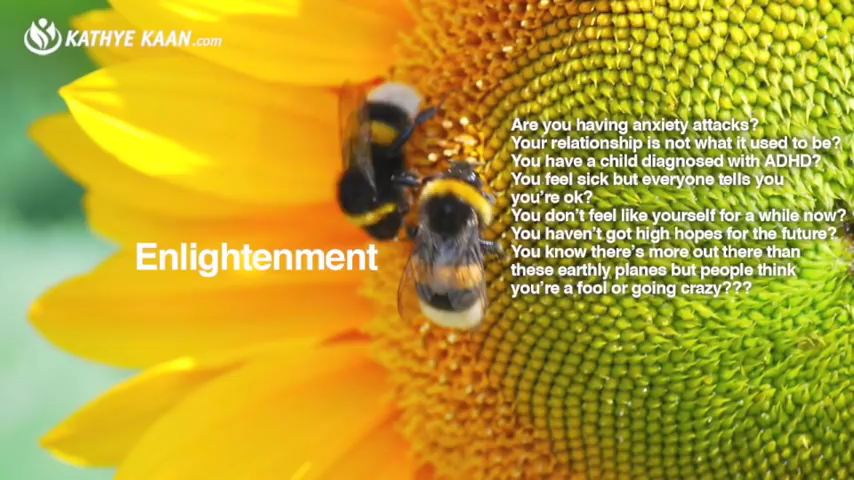 KATHYE KAAN.com
Are you having anxiety attacks?
Your relationship is not what it used to be?
You have a child diagnosed with ADHD?
You feel sick but everyone tells you
you're ok?
You don't feel like yourself for a while now?
You haven't got high hopes for the future?
You know there's more out there than
these earthly planes but people think
you're a fool or going crazy???
Enlightenment